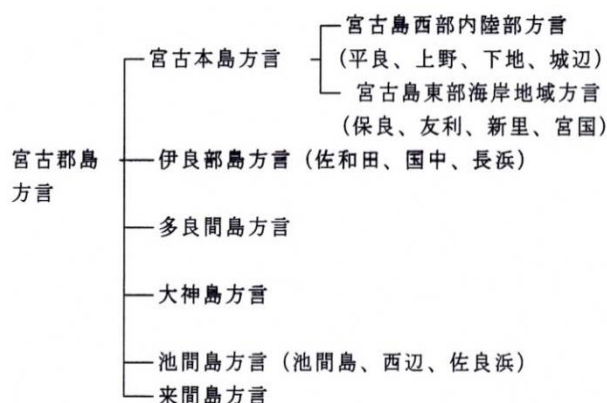 宮古島西部内陸部方言
宮古本島方言
(平良、上野、下地、城辺)
宮古島東部海岸地域方言
(保良、友利、新里、宮国)
宮古郡島
方言
伊良部島方言(佐和田、国中、長浜)
多良間島方言
大神島方言
池間島方言(池間島、西辺、佐良浜)
来間島方言